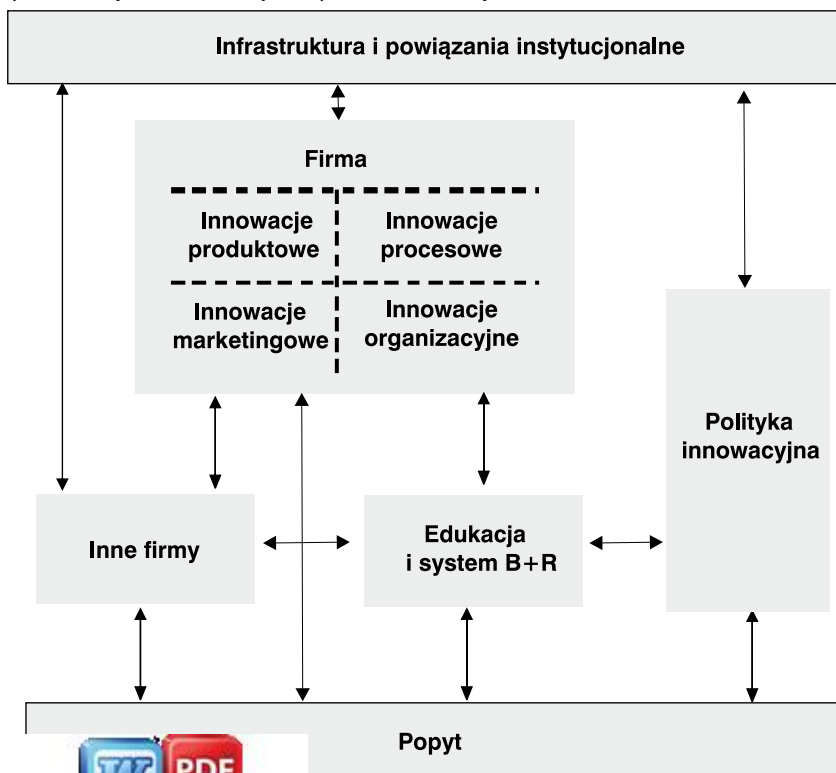 Infrastruktura i powiązania instytucjonalne
Firma
Innowacje
produktowe
Innowacje
procesowe
Innowacje
marketingowe
Innowacje
organizacyjne
Polityka
innowacyjna
Inne firmy
Edukacja
i system B+R
Popyt
PDF